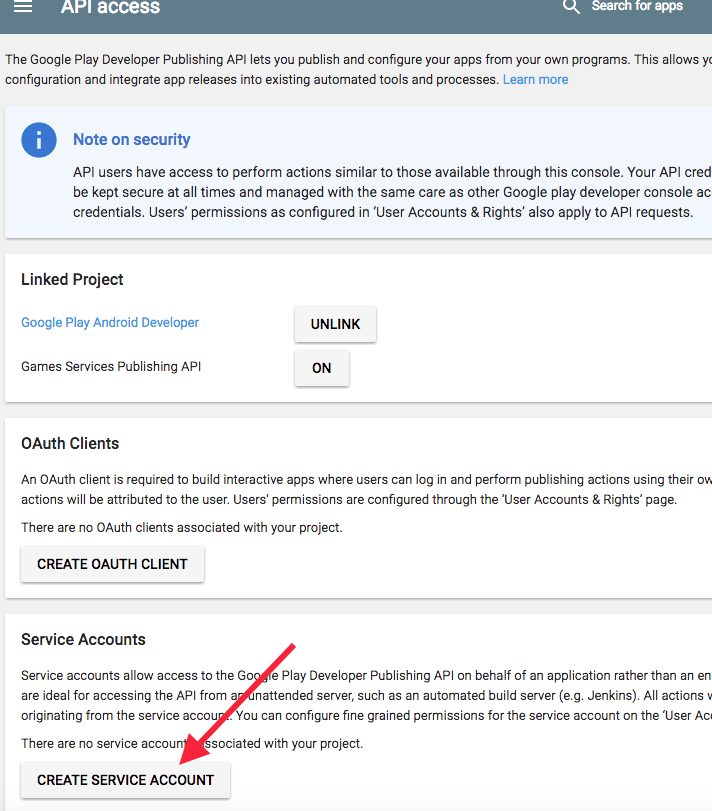 API access
Search for apps
The Google Play Developer Publishing API lets you publish and configure your apps from your own programs. This allows
configuration and integrate app releases into existing automated tools and processes. Learn more
Note on security
API users have access to perform actions similar to those available through this console. Your API
be kept secure at all times and managed with the same care as other Google play developer console
credentials. Users' permissions as configured in 'User Accounts & Rights' also apply to API requests.
Linked Project
Google Play Android Developer
UNLINK
Games Services Publishing API
ON
OAuth Clients
An OAuth client is required to build interactive apps where users can log in and perform publishing actions using their
actions will be attributed to the user. Users' permissions are configured through the 'User Accounts & Rights' page.
There are no OAuth clients associated with your project.
CREATE OAUTH CLIENT
Service Accounts
Service accounts allow access to the Google Play Developer Publishing API on behalf of an application rather than an
are ideal for accessing the API from an unattended server, such as an automated build server (e.g. Jenkins). All actions
originating from the service account. You can configure fine grained permissions for the service account on the 'User
There are no service accounts associated with your project.
CREATE SERVICE ACCOUNT